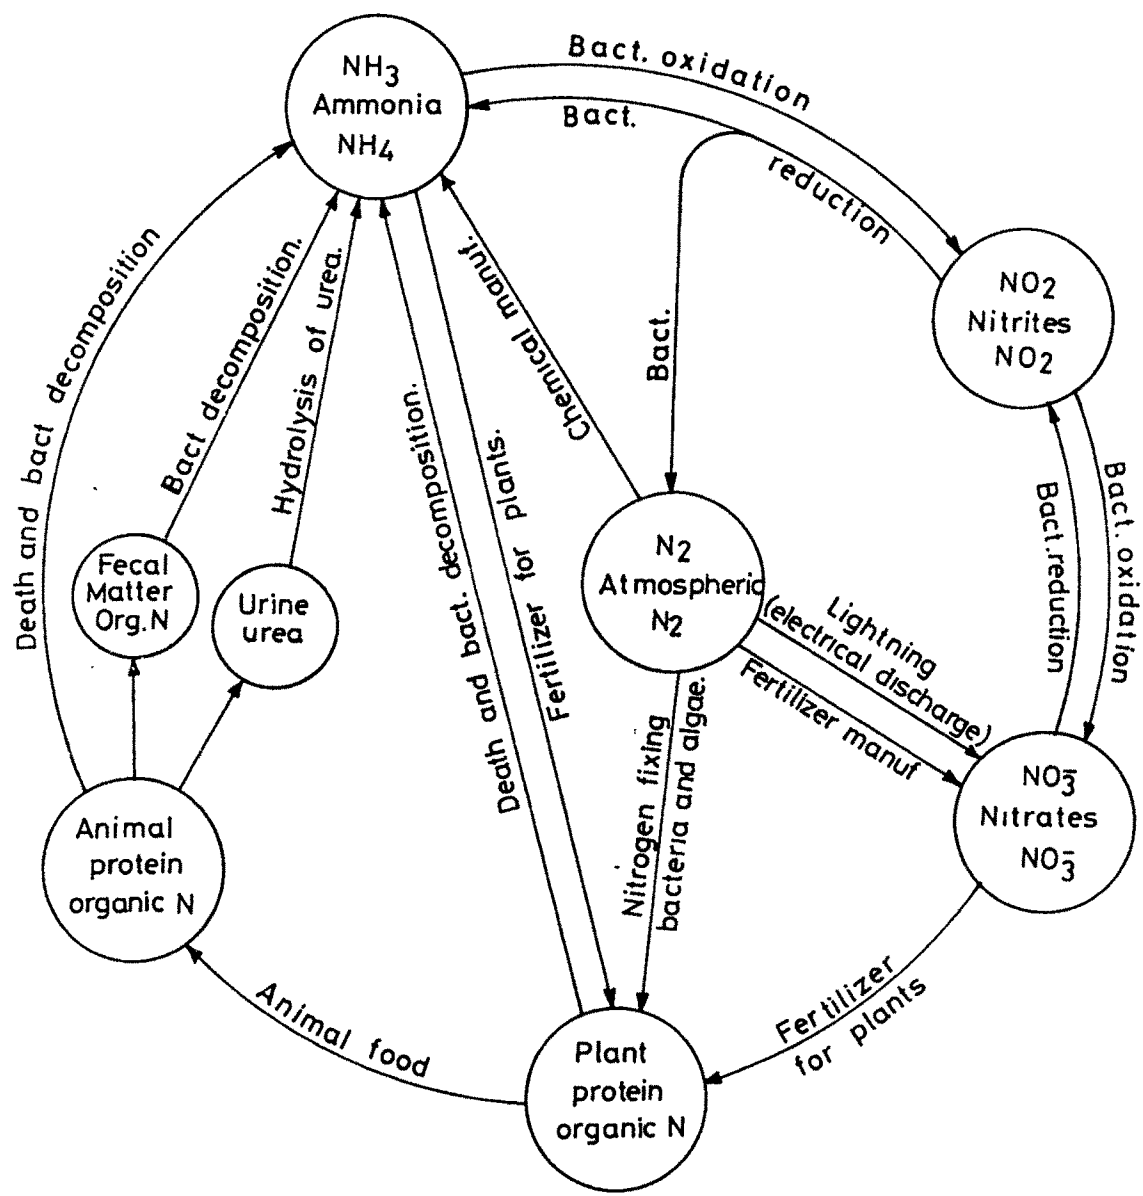 NH3
Ammonia
NH4
Bact. oxidation
Bact.
reduction
NO2
Nitrites
NO2
Bact. oxidation
Bact. reduction
Death and bact decomposition
Bact decomposition.
Hydrolysis of urea.
Death and bact. decomposition.
Fertilizer for plants.
Chemical manuf.
Bact.
Fecal
Matter
Org. N
Urine
urea
N2
Atmospheric
N2
Lightning
(electrical discharge)
Fertilizer manuf
Nitrogen fixing
bacteria and algae.
NO3̄
Nitrates
NO3̄
Animal
protein
organic N
Animal food
Plant
protein
organic N
Fertilizer
for plants